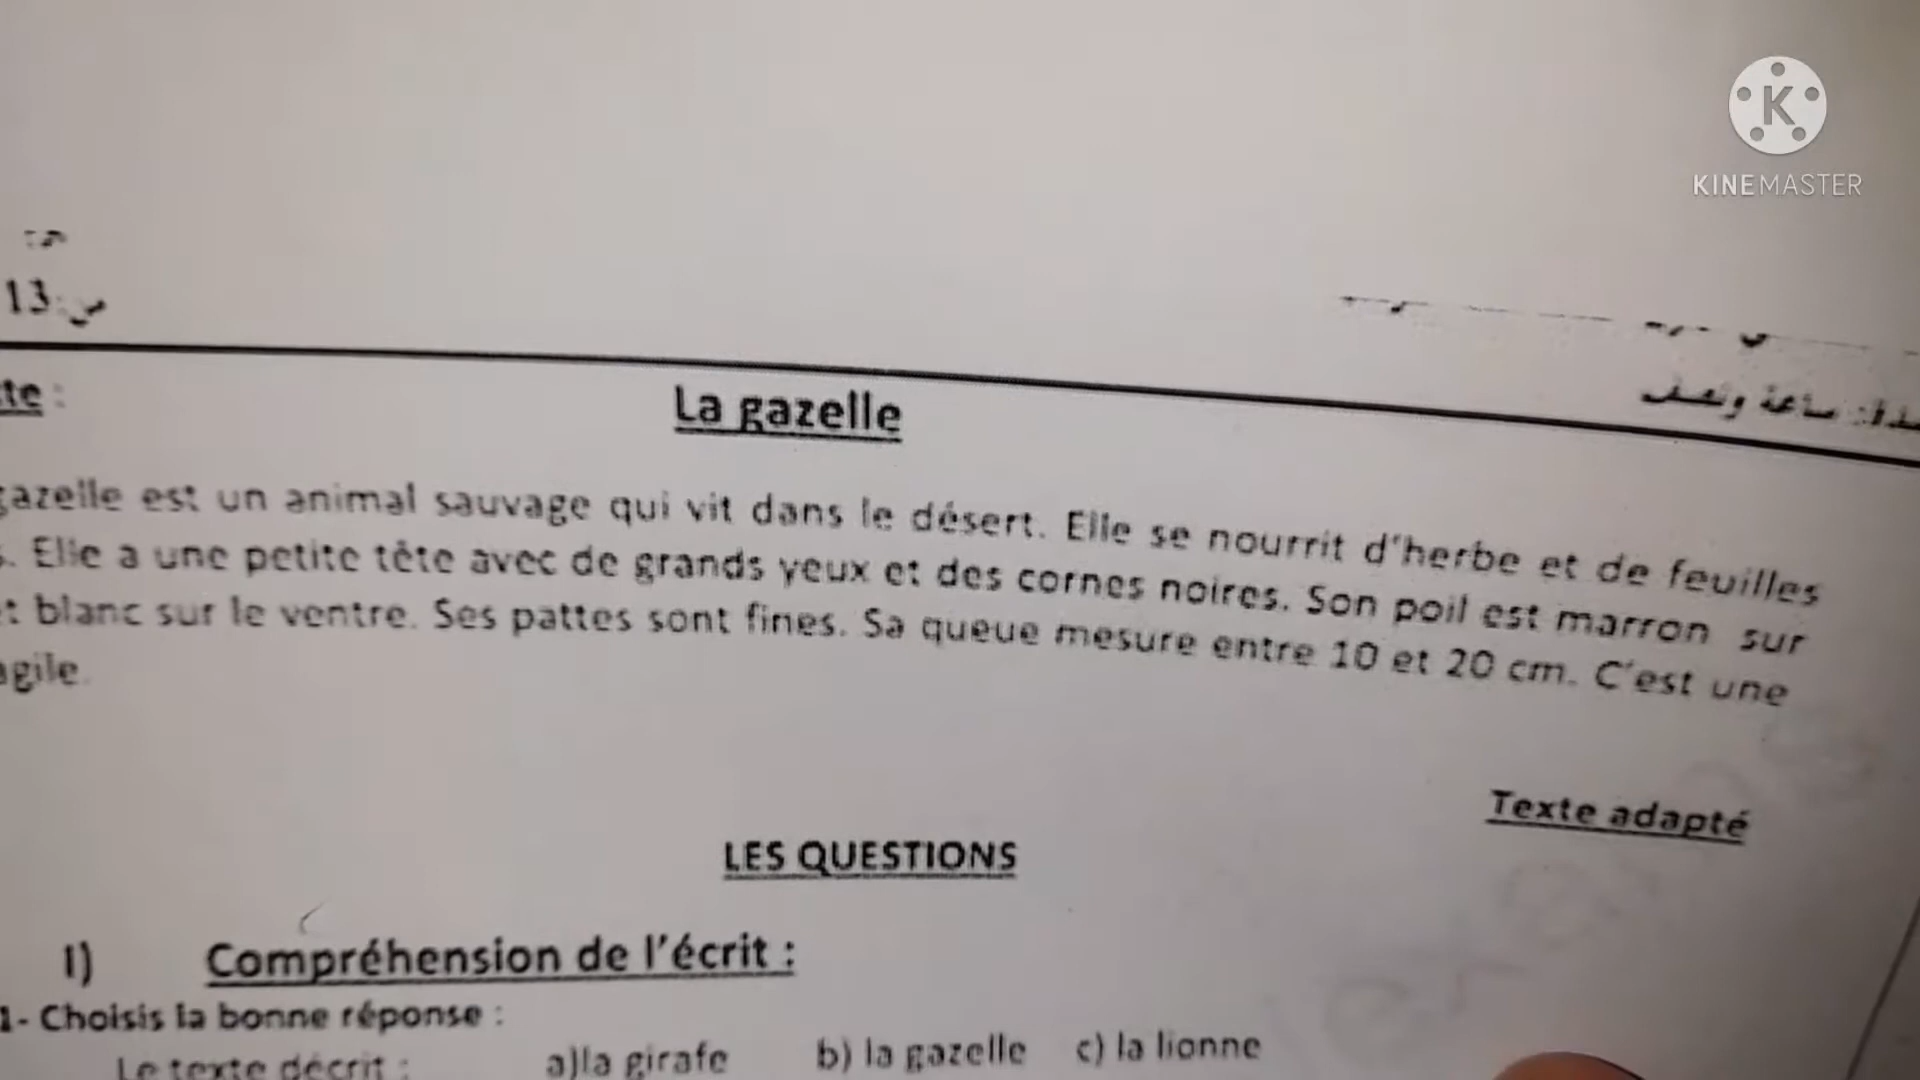 KINEMASTER
13
ساعة ونصف
La gazelle
gazelle est un animal sauvage qui vit dans le désert. Elle se nourrit d'herbe et de feuilles
Elle a une petite tête avec de grands yeux et des cornes noires. Son poil est marron sur
et blanc sur le ventre. Ses pattes sont fines. Sa queue mesure entre 10 et 20 cm. C'est une
agile.
Texte adapté
LES QUESTIONS
I) Compréhension de l'écrit :
1- Choisis la bonne réponse :
Le texte décrit : a)la girafe b) la gazelle c) la lionne